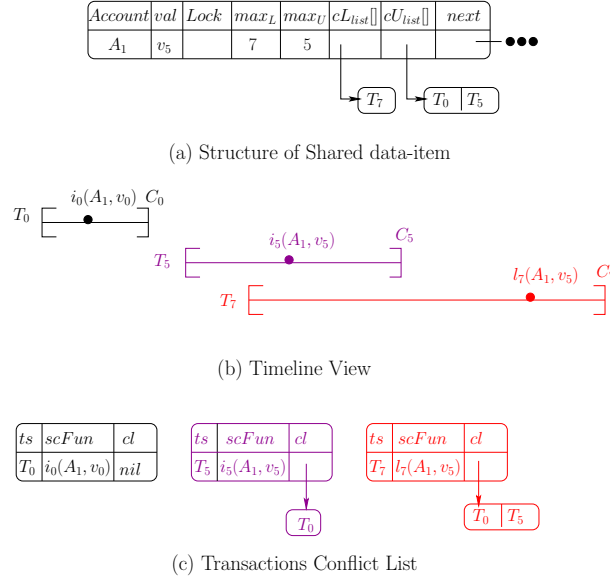 Account val Lock max_L max_U cL_list[] cU_list[] next
A_1 v_5 7 5
T_7 T_0 T_5
(a) Structure of Shared data-item
i_0(A_1, v_0) C_0
T_0
i_5(A_1, v_5) C_5
T_5
l_7(A_1, v_5) C
T_7
(b) Timeline View
ts scFun cl ts scFun cl ts scFun cl
T_0 i_0(A_1, v_0) nil T_5 i_5(A_1, v_5) T_7 l_7(A_1, v_5)
T_0 T_0 T_5
(c) Transactions Conflict List